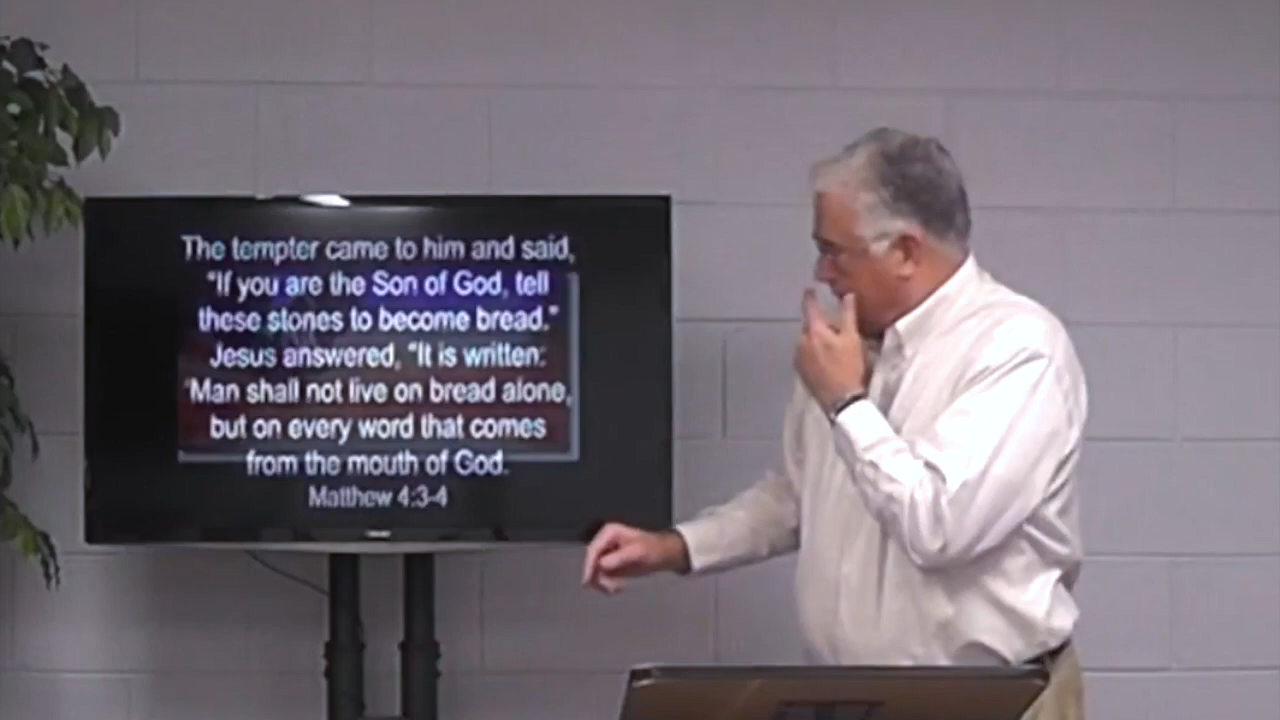 The tempter came to him and said,
"If you are the Son of God, tell
these stones to become bread."
Jesus answered, "It is written:
'Man shall not live on bread alone,
but on every word that comes
from the mouth of God.
Matthew 4:3-4